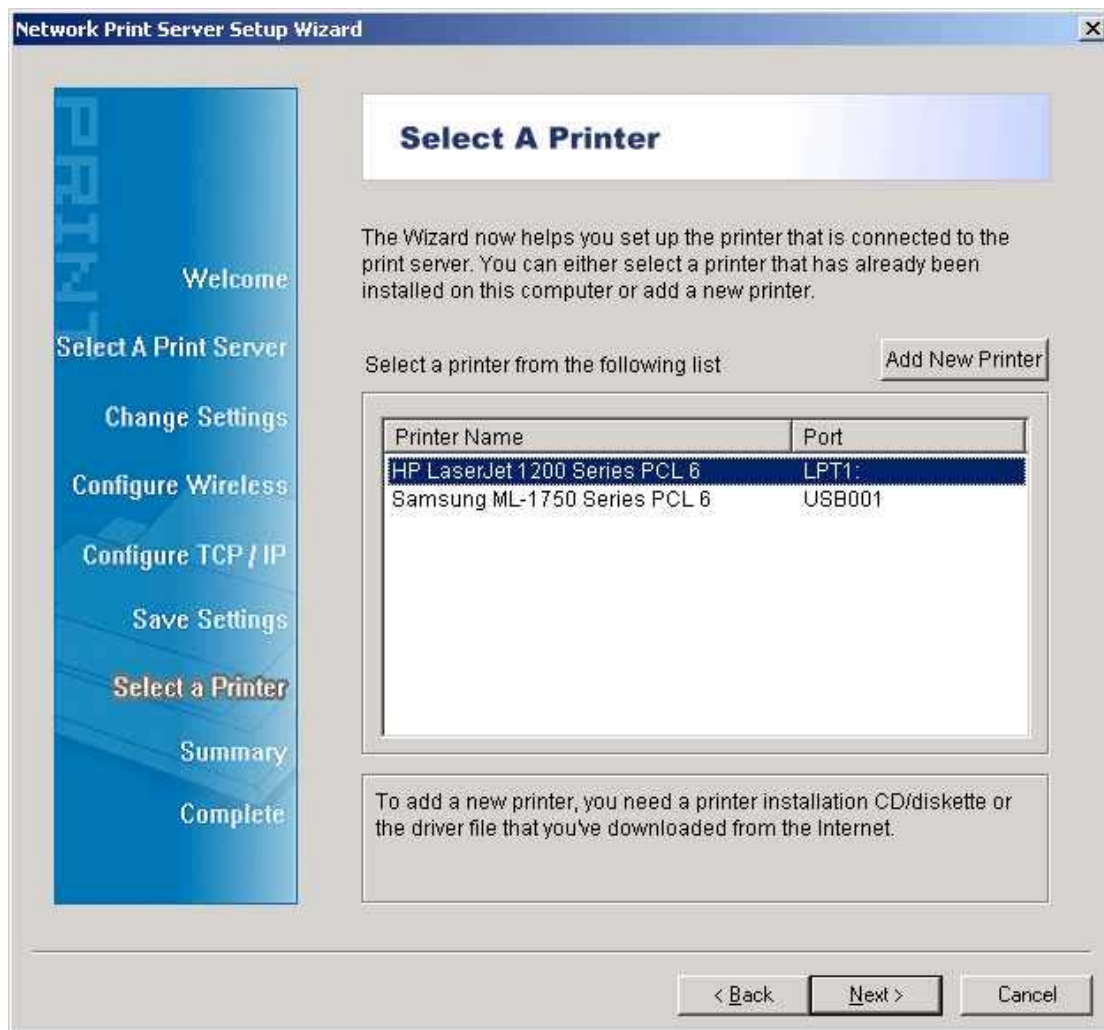 Network Print Server Setup Wizard
PRINT
Welcome
Select A Print Server
Change Settings
Configure Wireless
Configure TCP / IP
Save Settings
Select a Printer
Summary
Complete
Select A Printer
The Wizard now helps you set up the printer that is connected to the
print server. You can either select a printer that has already been
installed on this computer or add a new printer.
Select a printer from the following list
Add New Printer
Printer Name Port
HP LaserJet 1200 Series PCL 6 LPT1:
Samsung ML-1750 Series PCL 6 USB001
To add a new printer, you need a printer installation CD/diskette or
the driver file that you've downloaded from the Internet.
< Back Next > Cancel